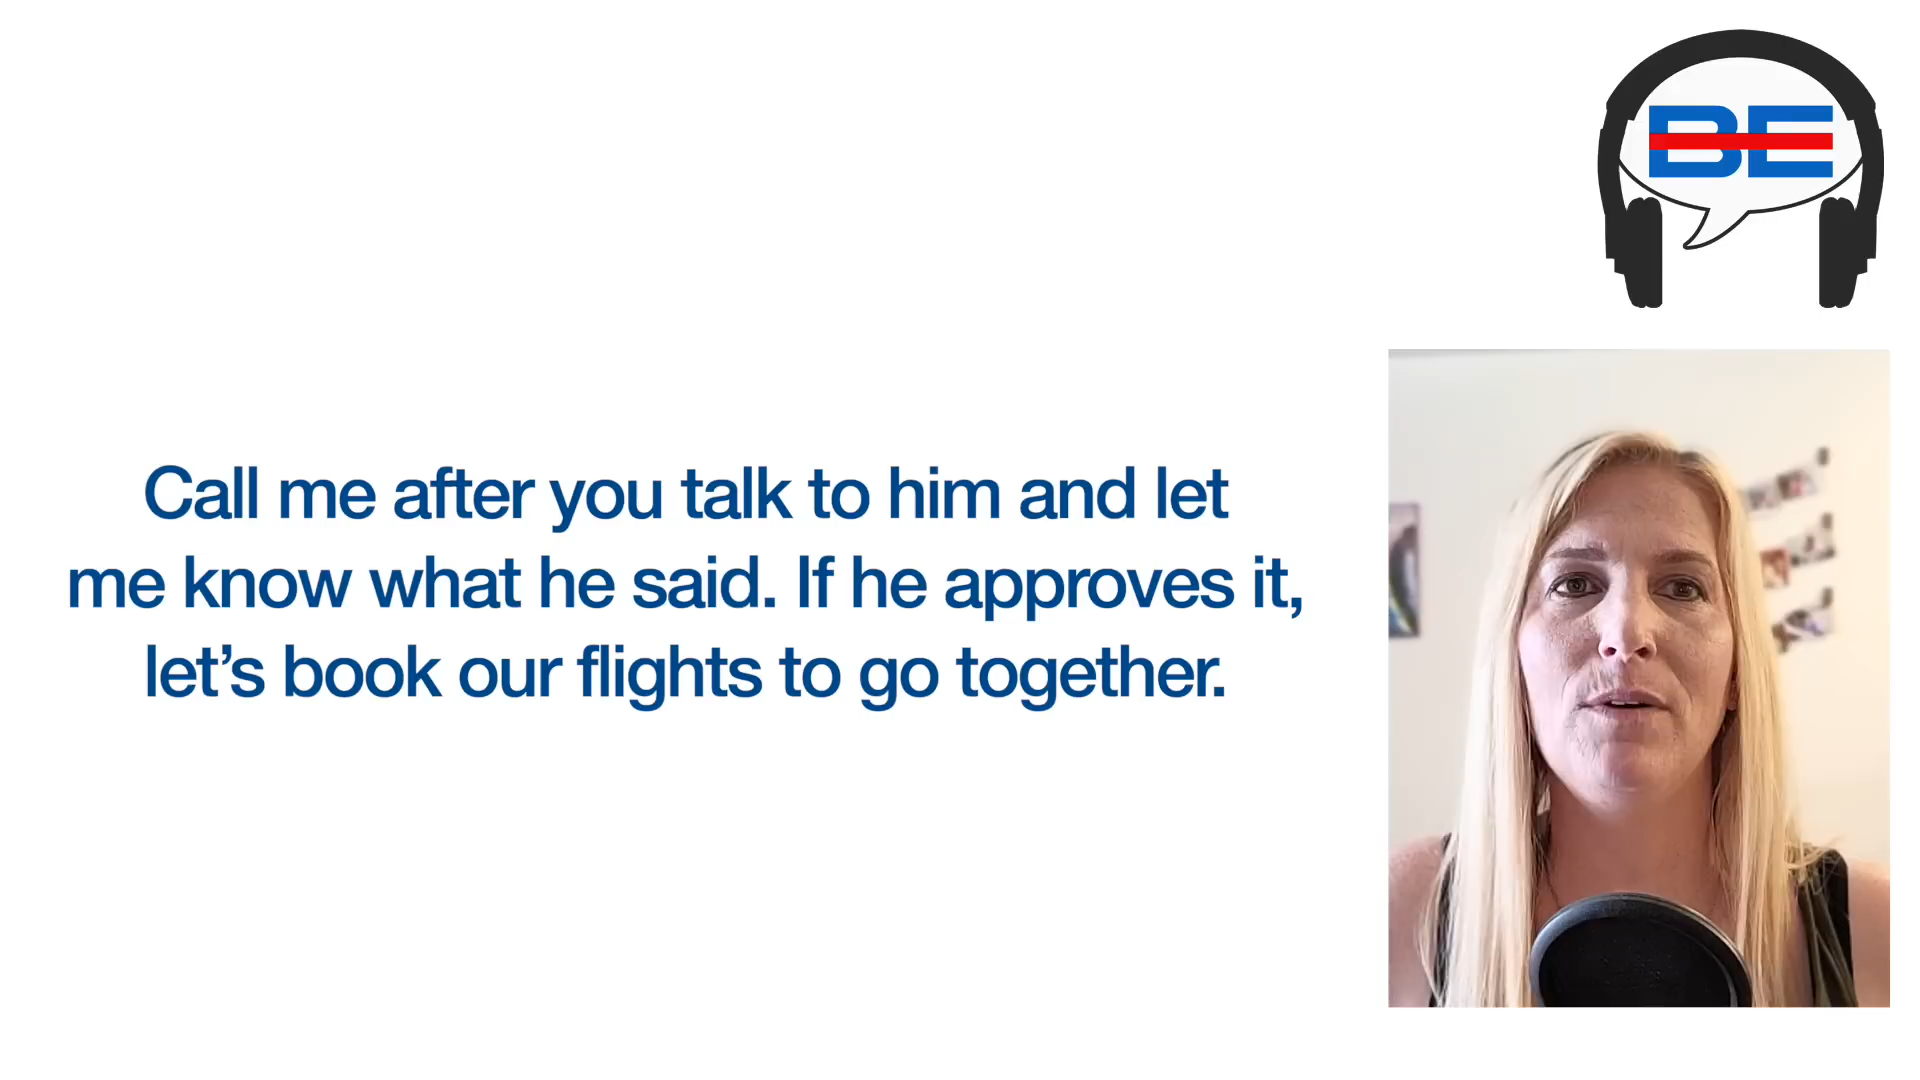 BE
Call me after you talk to him and let
me know what he said. If he approves it,
let’s book our flights to go together.